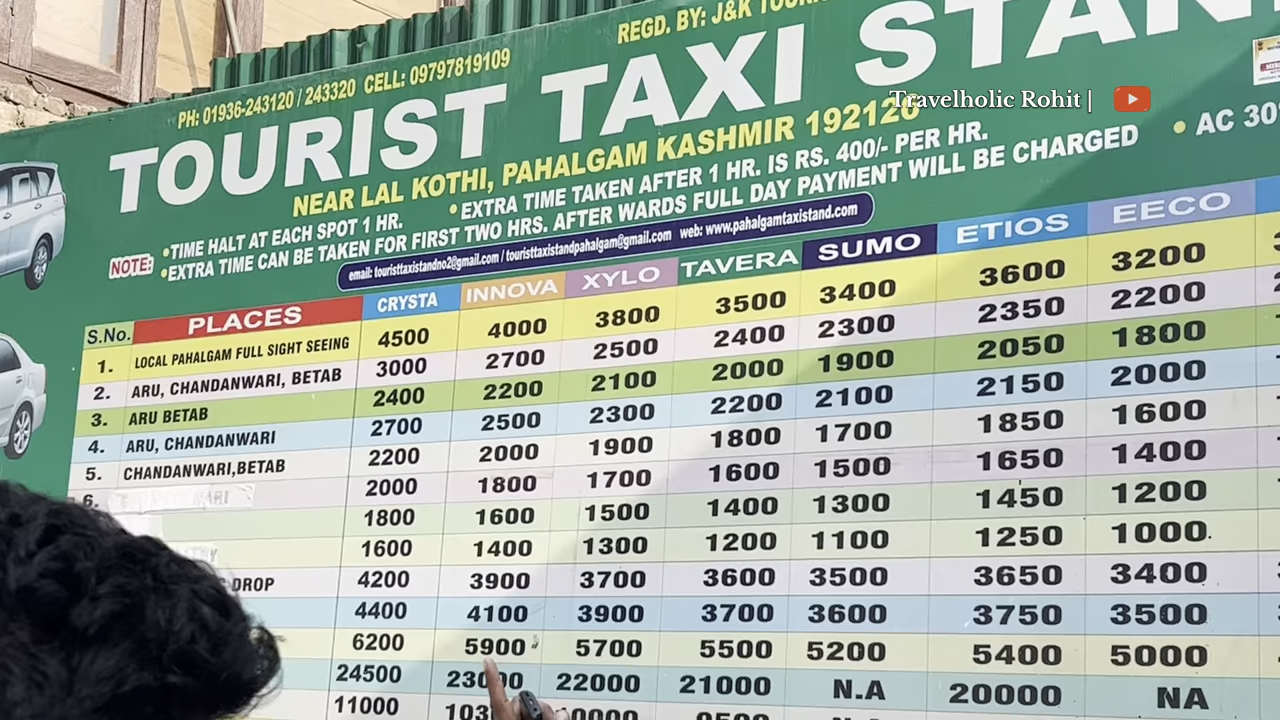 REGD. BY: J&K
PH: 01936-243120 / 243320 CELL: 09797819109
TOURIST TAXI
Travelholic Rohit |
NEAR LAL KOTHI, PAHALGAM KASHMIR 192126
NOTE:
•TIME HALT AT EACH SPOT 1 HR. •EXTRA TIME TAKEN AFTER 1 HR. IS RS. 400/- PER HR.
•EXTRA TIME CAN BE TAKEN FOR FIRST TWO HRS. AFTER WARDS FULL DAY PAYMENT WILL BE CHARGED
• AC 30
email: touristtaxistandno2@gmail.com / touristtaxistandpahalgam@gmail.com web: www.pahalgamtaxistand.com
S.No. PLACES CRYSTA INNOVA XYLO TAVERA SUMO ETIOS EECO
1. LOCAL PAHALGAM FULL SIGHT SEEING 4500 4000 3800 3500 3400 3600 3200
2. ARU, CHANDANWARI, BETAB 3000 2700 2500 2400 2300 2350 2200
3. ARU BETAB 2400 2200 2100 2000 1900 2050 1800
4. ARU, CHANDANWARI 2700 2500 2300 2200 2100 2150 2000
5. CHANDANWARI,BETAB 2200 2000 1900 1800 1700 1850 1600
6. 2000 1800 1700 1600 1500 1650 1400
1800 1600 1500 1400 1300 1450 1200
1600 1400 1300 1200 1100 1250 1000
DROP 4200 3900 3700 3600 3500 3650 3400
4400 4100 3900 3700 3600 3750 3500
6200 5900 5700 5500 5200 5400 5000
24500 22000 21000 N.A 20000 NA
11000